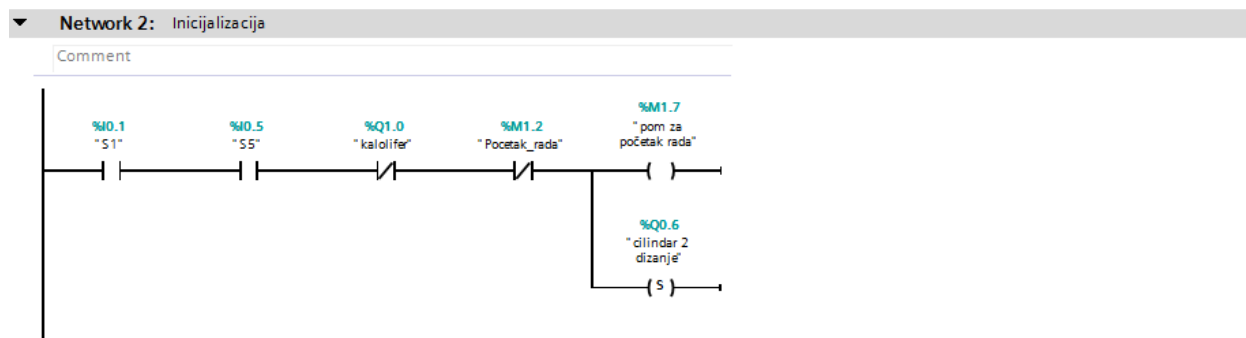 Network 2: Inicijalizacija
Comment
%I0.1
"S1"
%I0.5
"S5"
%Q1.0
"kalolifer"
%M1.2
"Pocetak_rada"
%M1.7
"pom za
početak rada"
%Q0.6
"cilindar 2
dizanje"
S